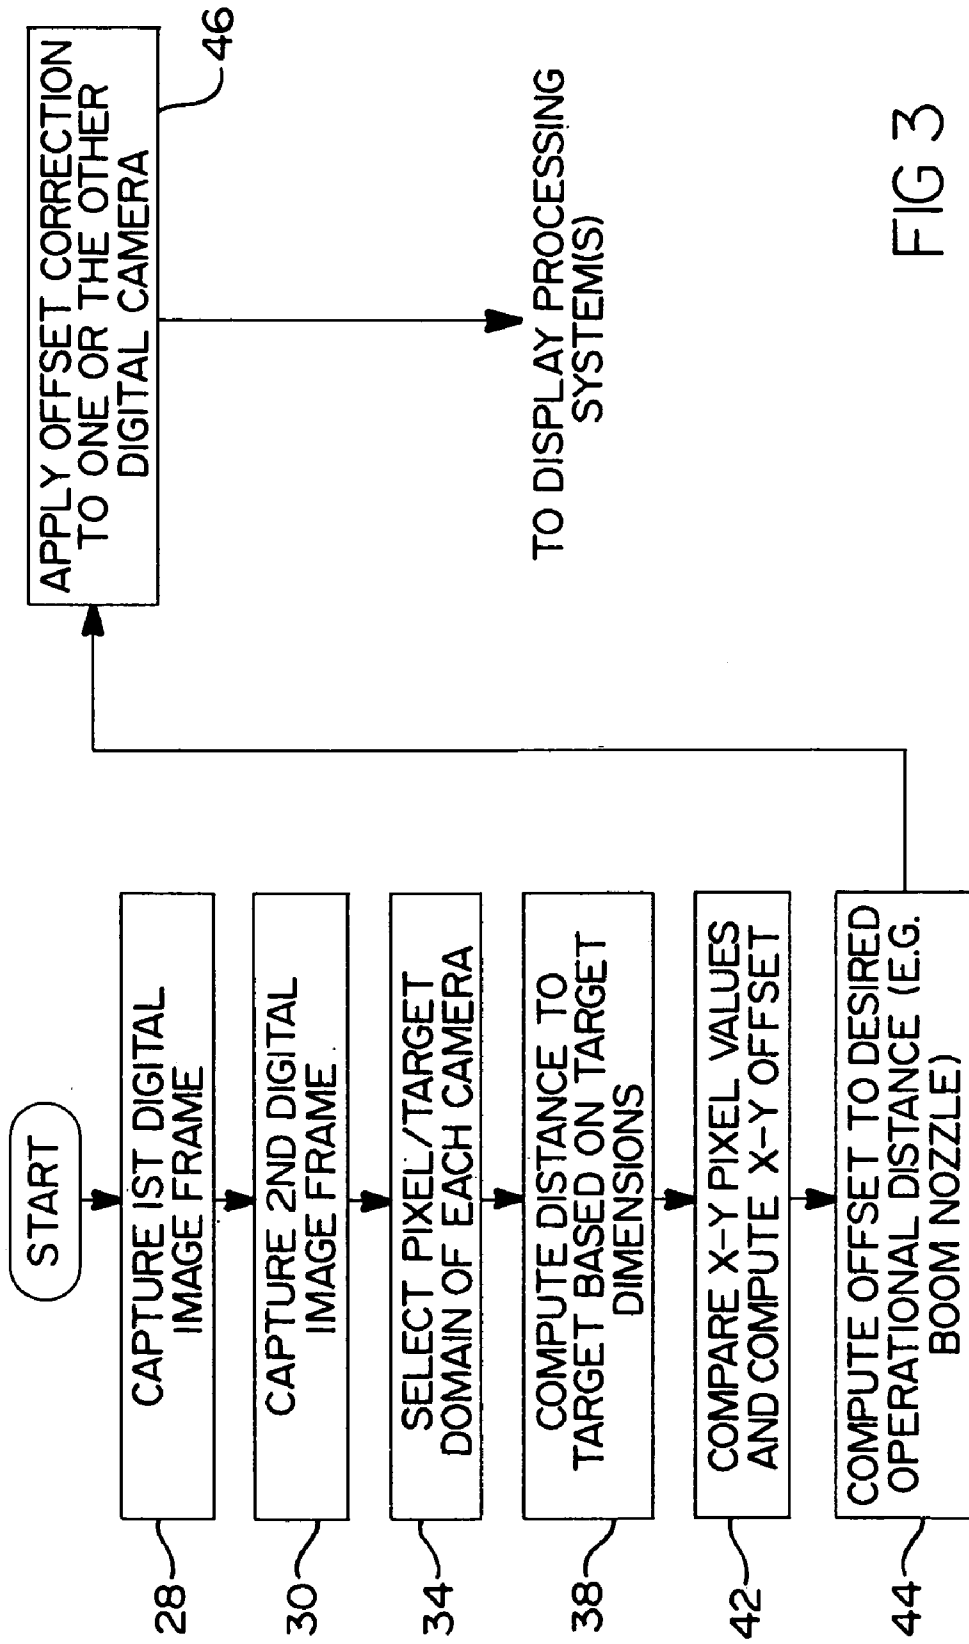 START
CAPTURE IST DIGITAL
IMAGE FRAME
28
CAPTURE 2ND DIGITAL
IMAGE FRAME
30
SELECT PIXEL/TARGET
DOMAIN OF EACH CAMERA
34
COMPUTE DISTANCE TO
TARGET BASED ON TARGET
DIMENSIONS
38
COMPARE X-Y PIXEL VALUES
AND COMPUTE X-Y OFFSET
42
COMPUTE OFFSET TO DESIRED
OPERATIONAL DISTANCE (E.G.
BOOM NOZZLE)
44
APPLY OFFSET CORRECTION
TO ONE OR THE OTHER
DIGITAL CAMERA
46
TO DISPLAY PROCESSING
SYSTEM(S)
FIG 3